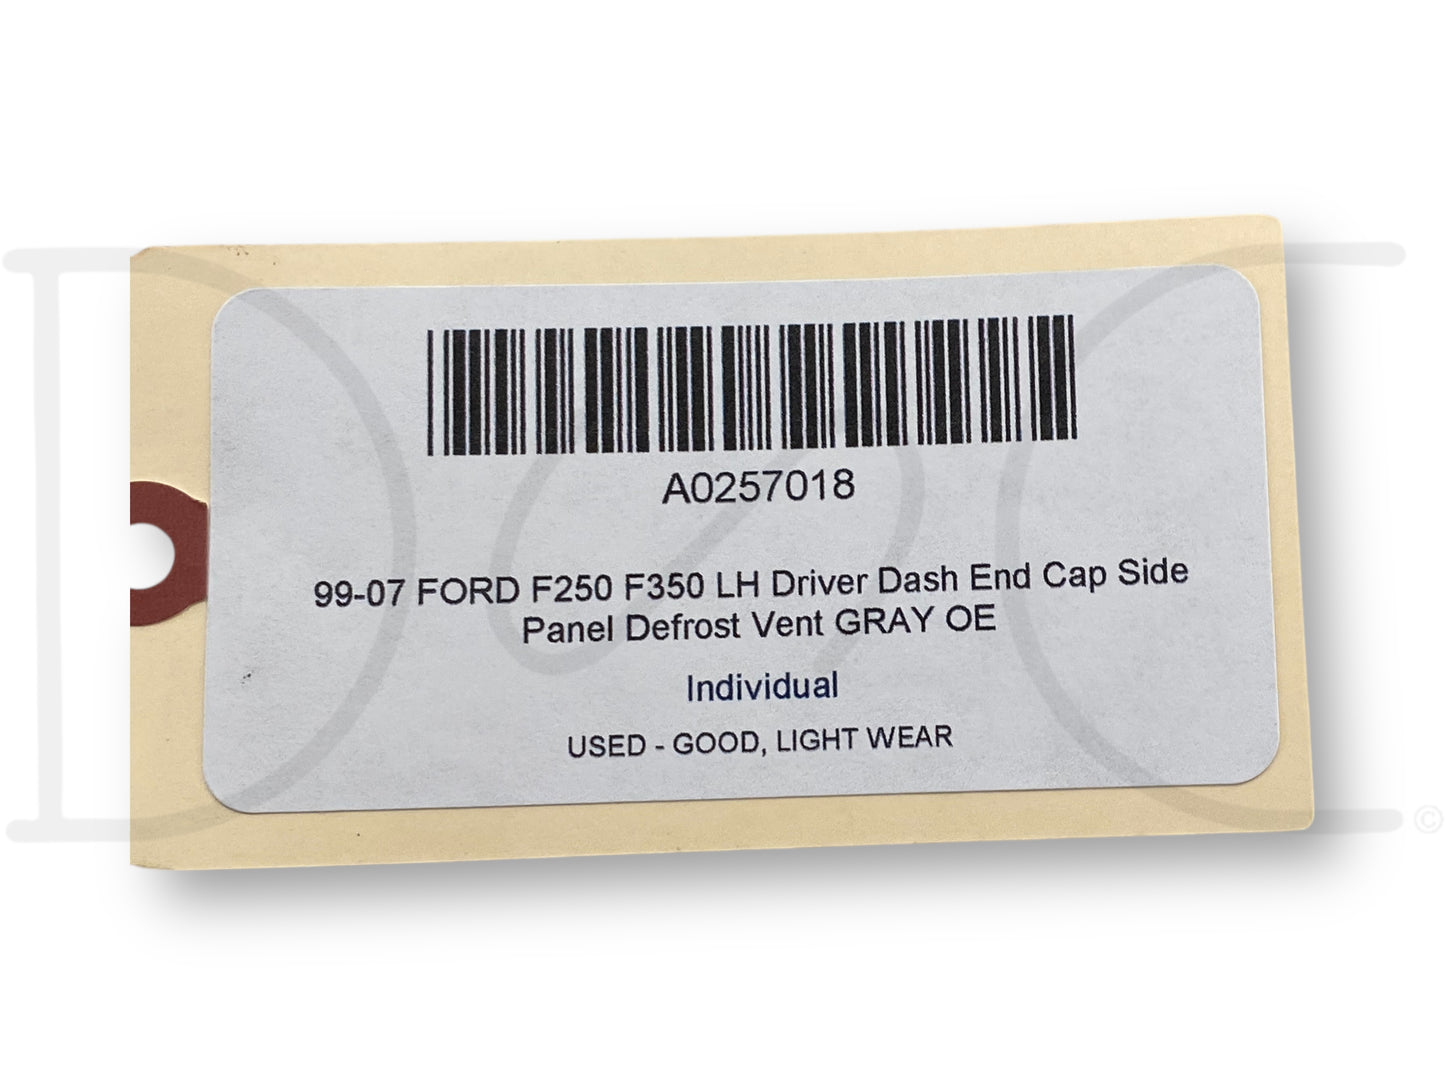 A0257018
99-07 FORD F250 F350 LH Driver Dash End Cap Side
Panel Defrost Vent GRAY OE
Individual
USED - GOOD, LIGHT WEAR
©